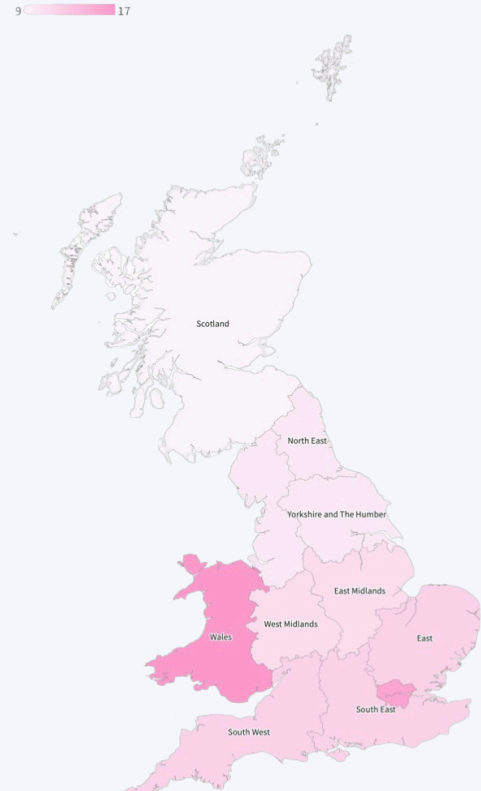 9 17
Scotland
North East
Yorkshire and The Humber
East Midlands
West Midlands
Wales
East
South East
South West